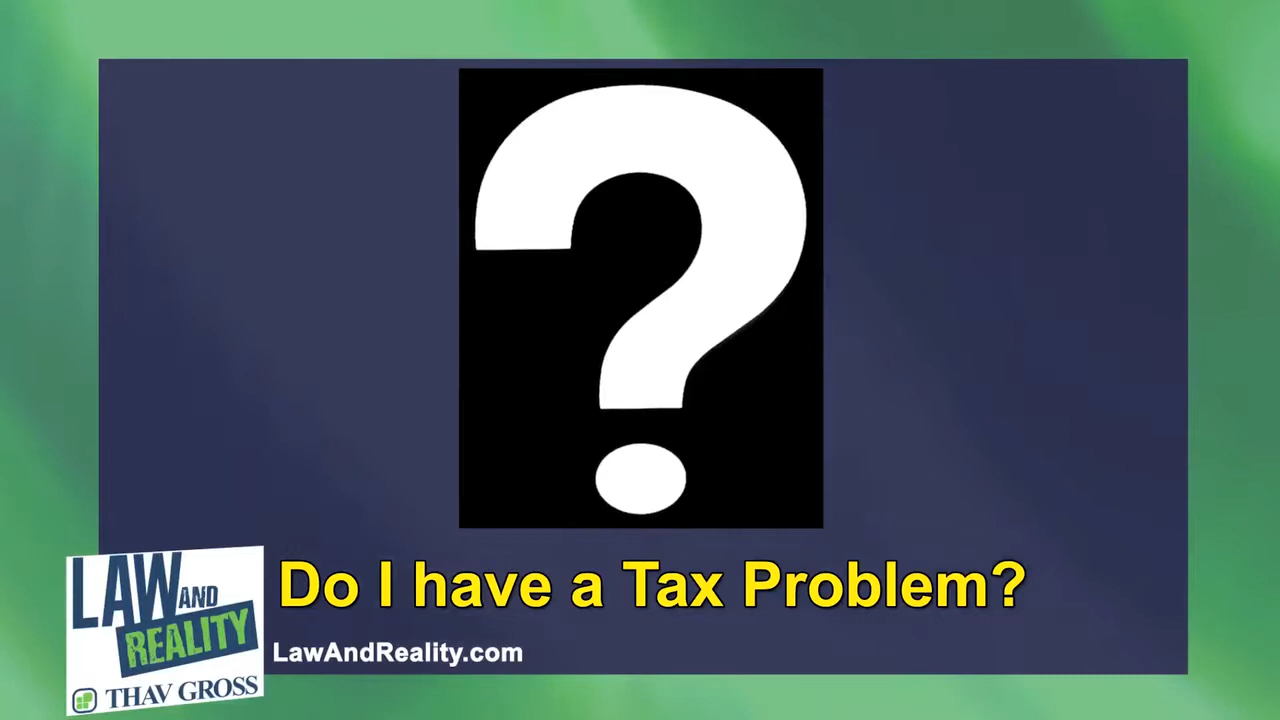 ?
Do I have a Tax Problem?
LAW AND
REALITY
THAV GROSS
LawAndReality.com